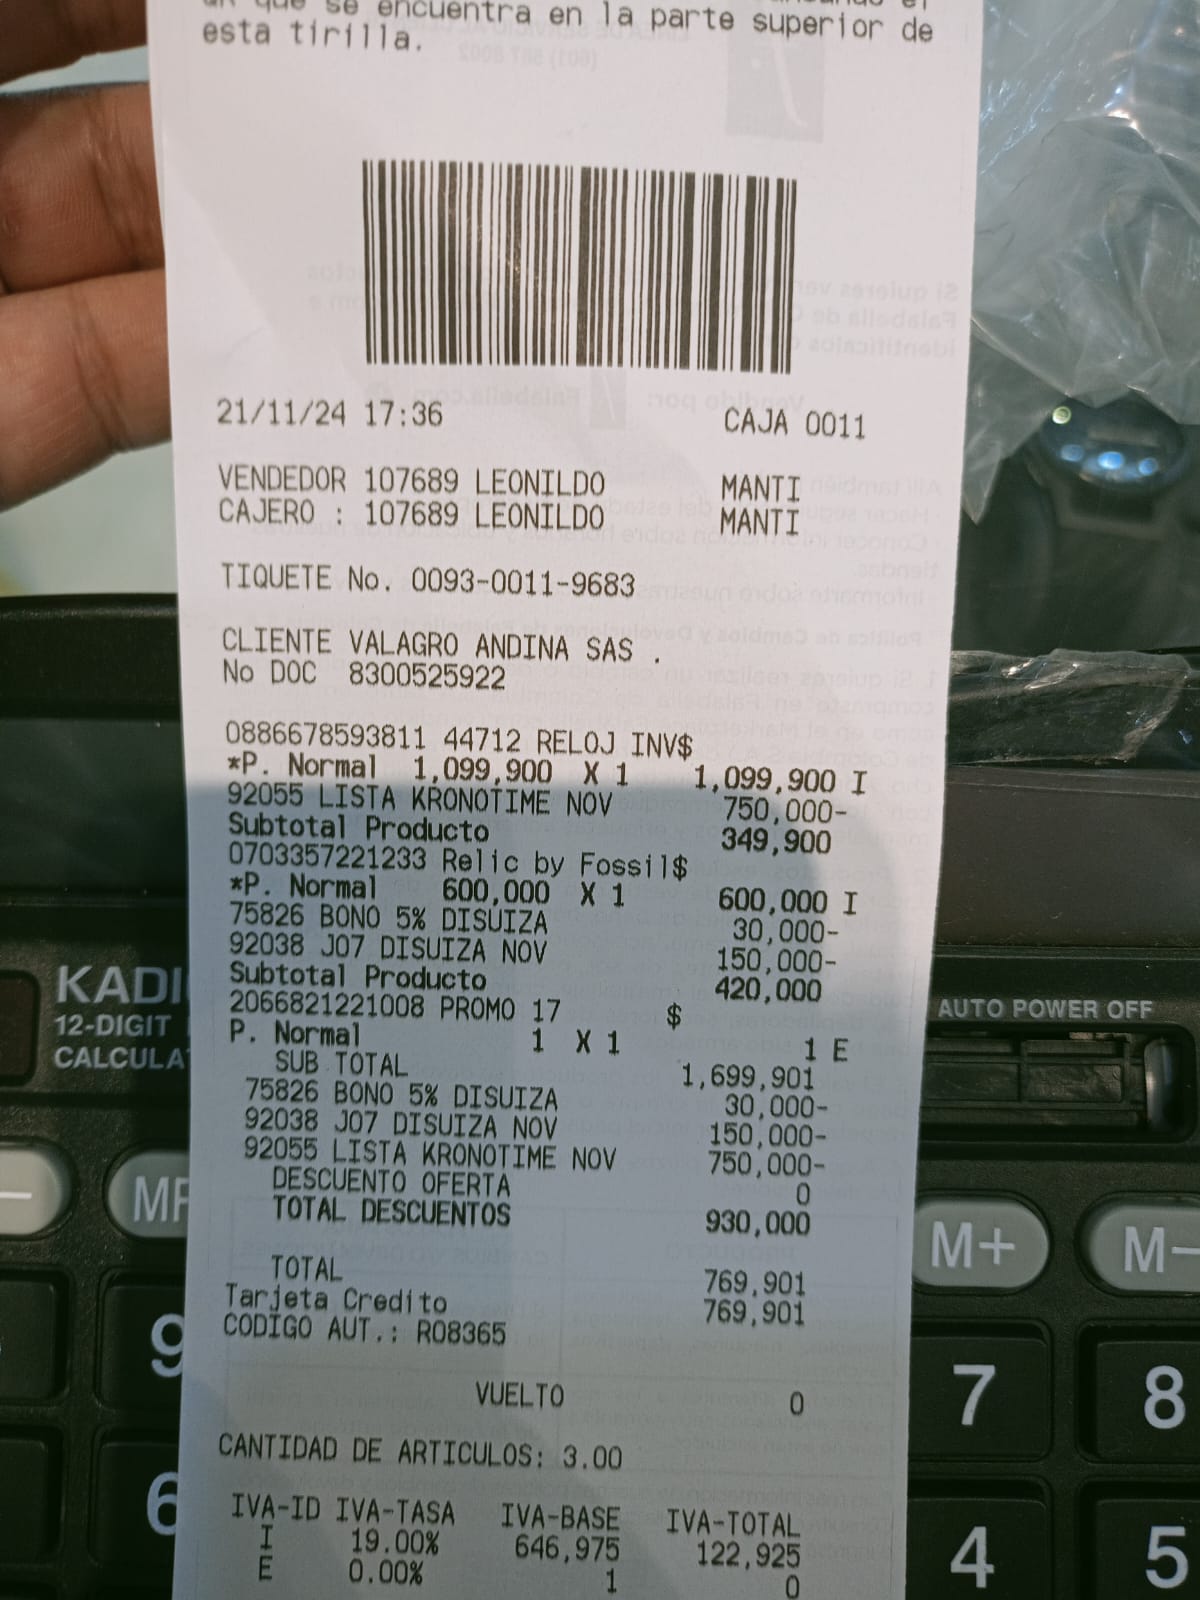 que se encuentra en la parte superior de
esta tirilla.
21/11/24 17:36 CAJA 0011
VENDEDOR 107689 LEONILDO MANTI
CAJERO : 107689 LEONILDO MANTI
TIQUETE No. 0093-0011-9683
CLIENTE VALAGRO ANDINA SAS .
No DOC 8300525922
0886678593811 44712 RELOJ INV$
*P. Normal 1,099,900 X 1 1,099,900 I
92055 LISTA KRONOTIME NOV 750,000-
Subtotal Producto 349,900
0703357221233 Relic by Fossil$
*P. Normal 600,000 X 1 600,000 I
75826 BONO 5% DISUIZA 30,000-
92038 J07 DISUIZA NOV 150,000-
Subtotal Producto 420,000
2066821221008 PROMO 17 $
P. Normal 1 X 1 1 E
SUB TOTAL 1,699,901
75826 BONO 5% DISUIZA 30,000-
92038 J07 DISUIZA NOV 150,000-
92055 LISTA KRONOTIME NOV 750,000-
DESCUENTO OFERTA 0
TOTAL DESCUENTOS 930,000
TOTAL 769,901
Tarjeta Credito 769,901
CODIGO AUT.: R08365
VUELTO 0
CANTIDAD DE ARTICULOS: 3.00
IVA-ID IVA-TASA IVA-BASE IVA-TOTAL
I 19.00% 646,975 122,925
E 0.00% 1 0
KADI
12-DIGIT
CALCULA
AUTO POWER OFF
M+
M-
9
7
8
6
4
5